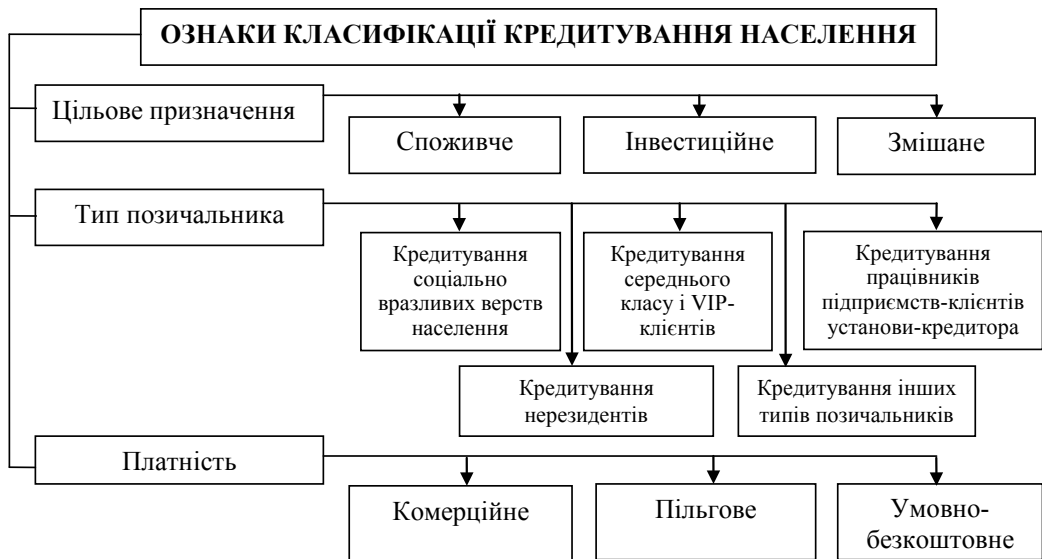 ОЗНАКИ КЛАСИФІКАЦІЇ КРЕДИТУВАННЯ НАСЕЛЕННЯ
Цільове призначення
Споживче
Інвестиційне
Змішане
Тип позичальника
Кредитування
соціально
вразливих верств
населення
Кредитування
середнього
класу і VIP-
клієнтів
Кредитування
працівників
підприємств-клієнтів
установи-кредитора
Кредитування
нерезидентів
Кредитування інших
типів позичальників
Платність
Комерційне
Пільгове
Умовно-
безкоштовне